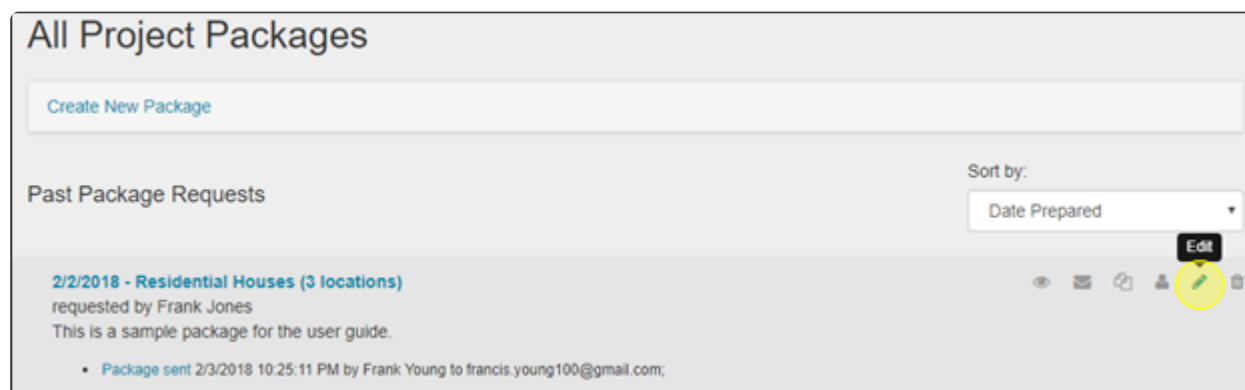 All Project Packages
Create New Package
Sort by:
Past Package Requests
Date Prepared
Edit
2/2/2018 - Residential Houses (3 locations)
requested by Frank Jones
This is a sample package for the user guide.
Package sent 2/3/2018 10:25:11 PM by Frank Young to francis.young100@gmail.com;